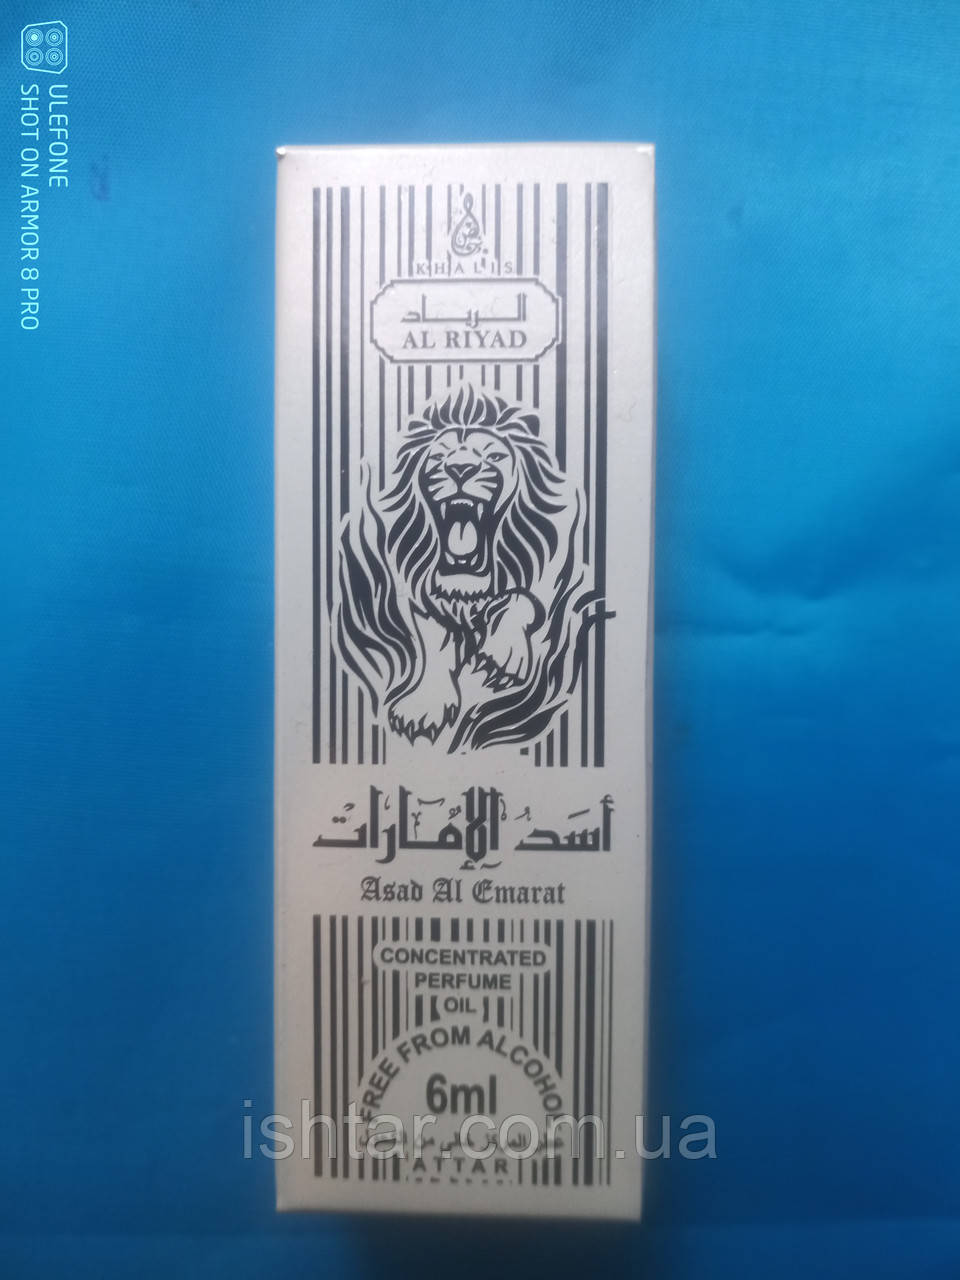 ULEFONE
SHOT ON ARMOR 8 PRO
KHALIS
الرياد
AL RIYAD
أسد الإمارات
Asad Al Emarat
CONCENTRATED
PERFUME
OIL
FREE FROM ALCOHOL
6ml
ishtar.com.ua
ATTAR